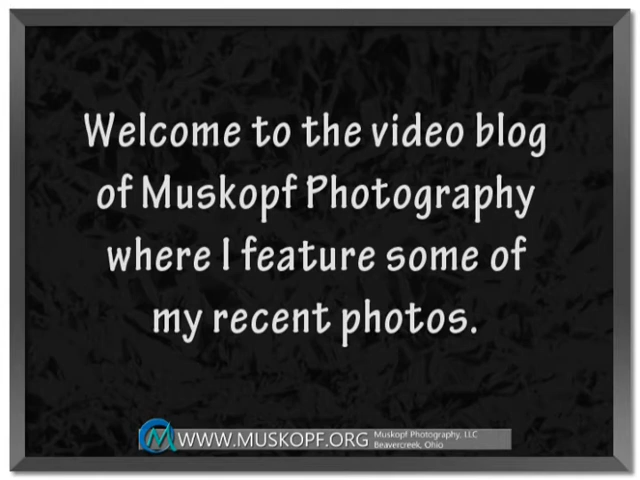 Welcome to the video blog
of Muskopf Photography
where I feature some of
my recent photos.
WWW.MUSKOPF.ORG
Muskopf Photography, LLC
Beavercreek, Ohio